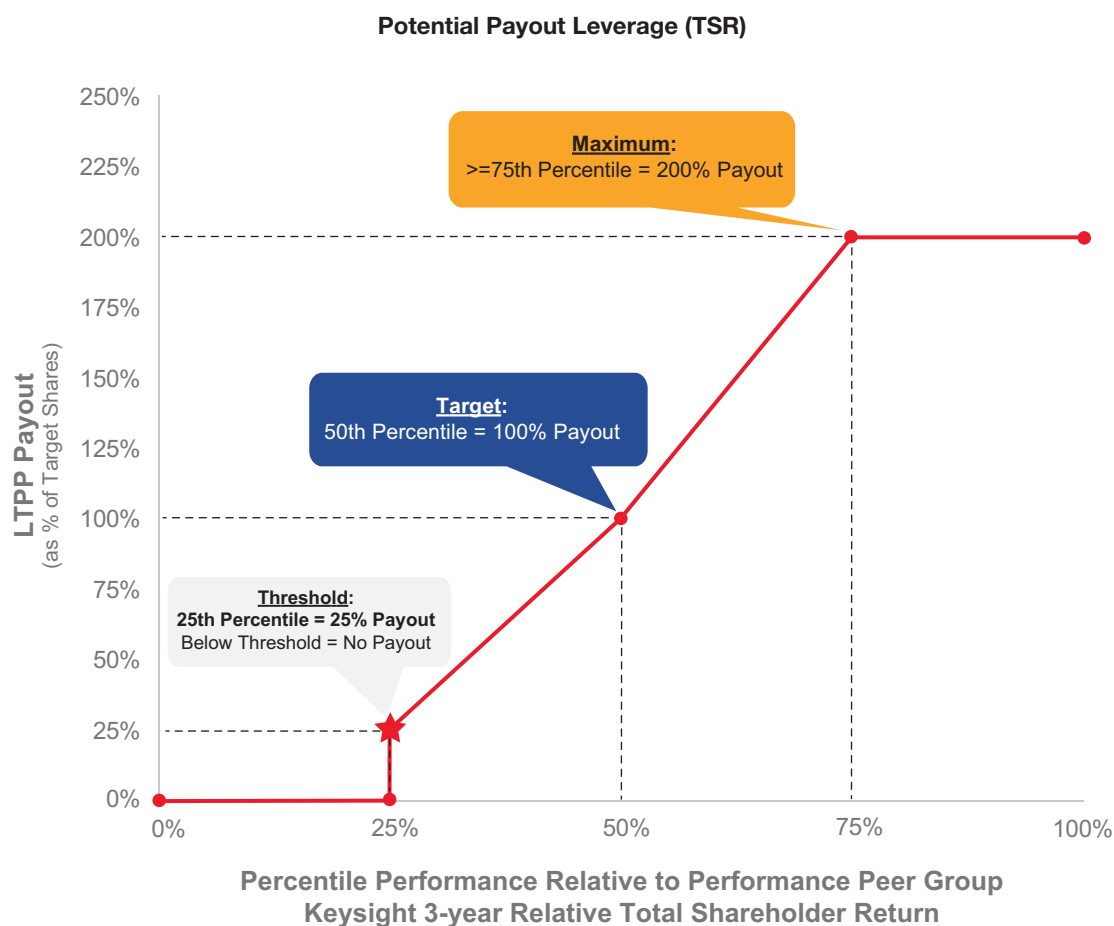 Potential Payout Leverage (TSR)
250%
225%
200%
175%
150%
125%
100%
75%
50%
25%
0%
LTPP Payout
(as % of Target Shares)
Maximum:
>=75th Percentile = 200% Payout
Target:
50th Percentile = 100% Payout
Threshold:
25th Percentile = 25% Payout
Below Threshold = No Payout
0%
25%
50%
75%
100%
Percentile Performance Relative to Performance Peer Group
Keysight 3-year Relative Total Shareholder Return